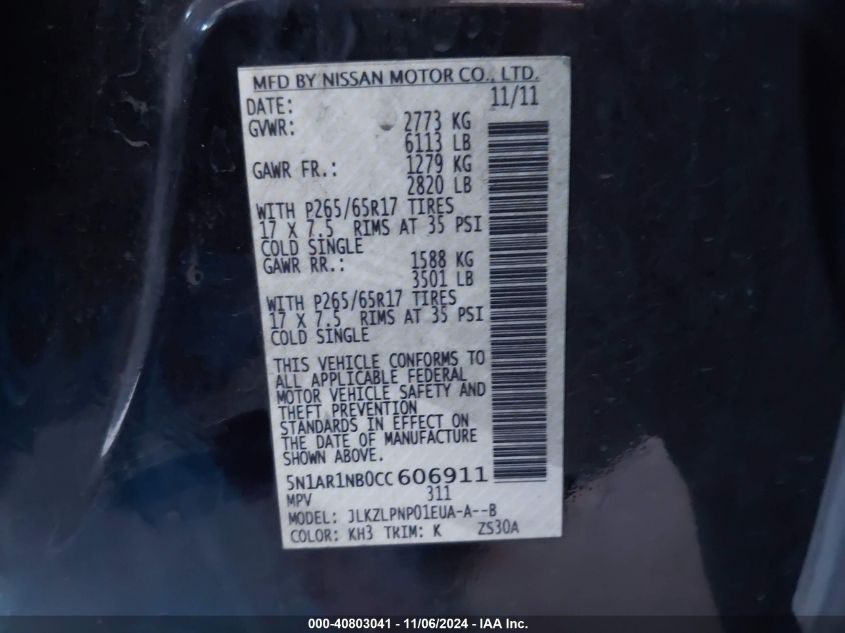 MFD BY NISSAN MOTOR CO., LTD.
DATE: 11/11
GVWR: 2773 KG
6113 LB
GAWR FR.: 1279 KG
2820 LB
WITH P265/65R17 TIRES
17 X 7.5 RIMS AT 35 PSI
COLD SINGLE
GAWR RR.: 1588 KG
3501 LB
WITH P265/65R17 TIRES
17 X 7.5 RIMS AT 35 PSI
COLD SINGLE
THIS VEHICLE CONFORMS TO
ALL APPLICABLE FEDERAL
MOTOR VEHICLE SAFETY AND
THEFT PREVENTION
STANDARDS IN EFFECT ON
THE DATE OF MANUFACTURE
SHOWN ABOVE.
5N1AR1NB0CC606911
MPV 311
MODEL: JLKZLPNP01EUA-A--B
COLOR: KH3 TRIM: K ZS30A
000-40803041 - 11/06/2024 - IAA Inc.